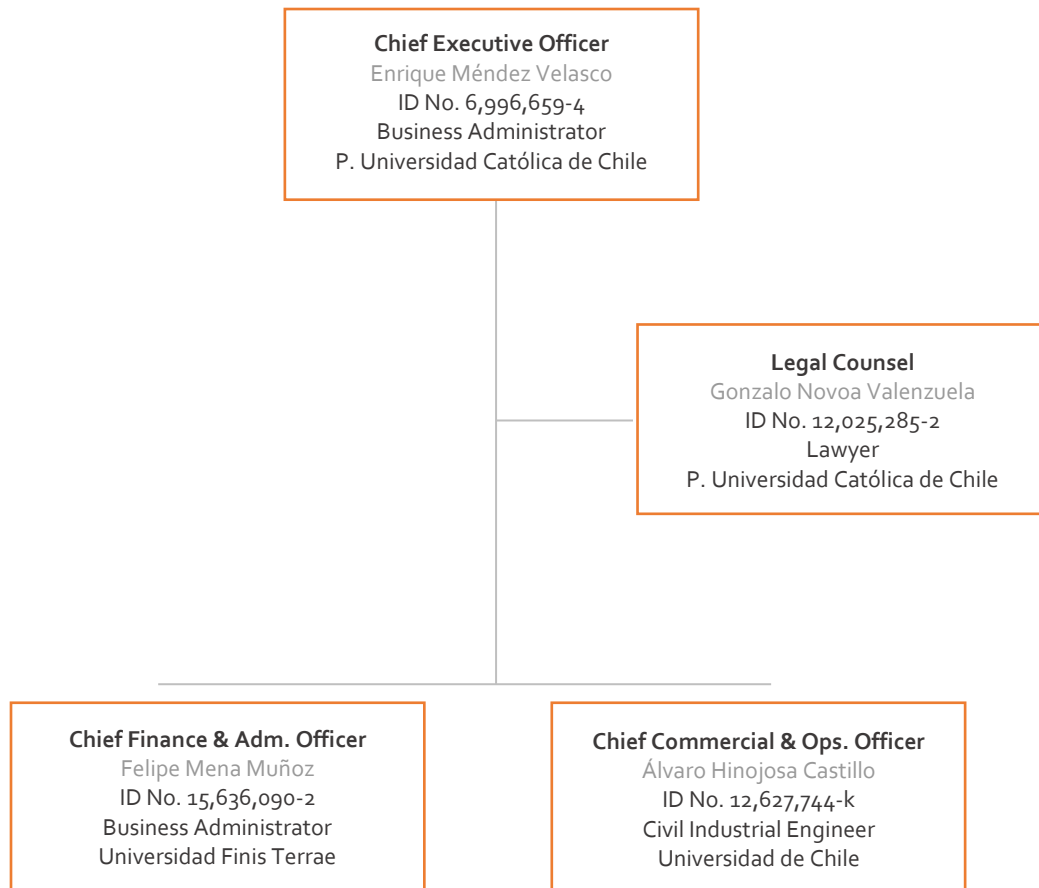 Chief Executive Officer
Enrique Méndez Velasco
ID No. 6,996,659-4
Business Administrator
P. Universidad Católica de Chile
Legal Counsel
Gonzalo Novoa Valenzuela
ID No. 12,025,285-2
Lawyer
P. Universidad Católica de Chile
Chief Finance & Adm. Officer
Felipe Mena Muñoz
ID No. 15,636,090-2
Business Administrator
Universidad Finis Terrae
Chief Commercial & Ops. Officer
Álvaro Hinojosa Castillo
ID No. 12,627,744-k
Civil Industrial Engineer
Universidad de Chile